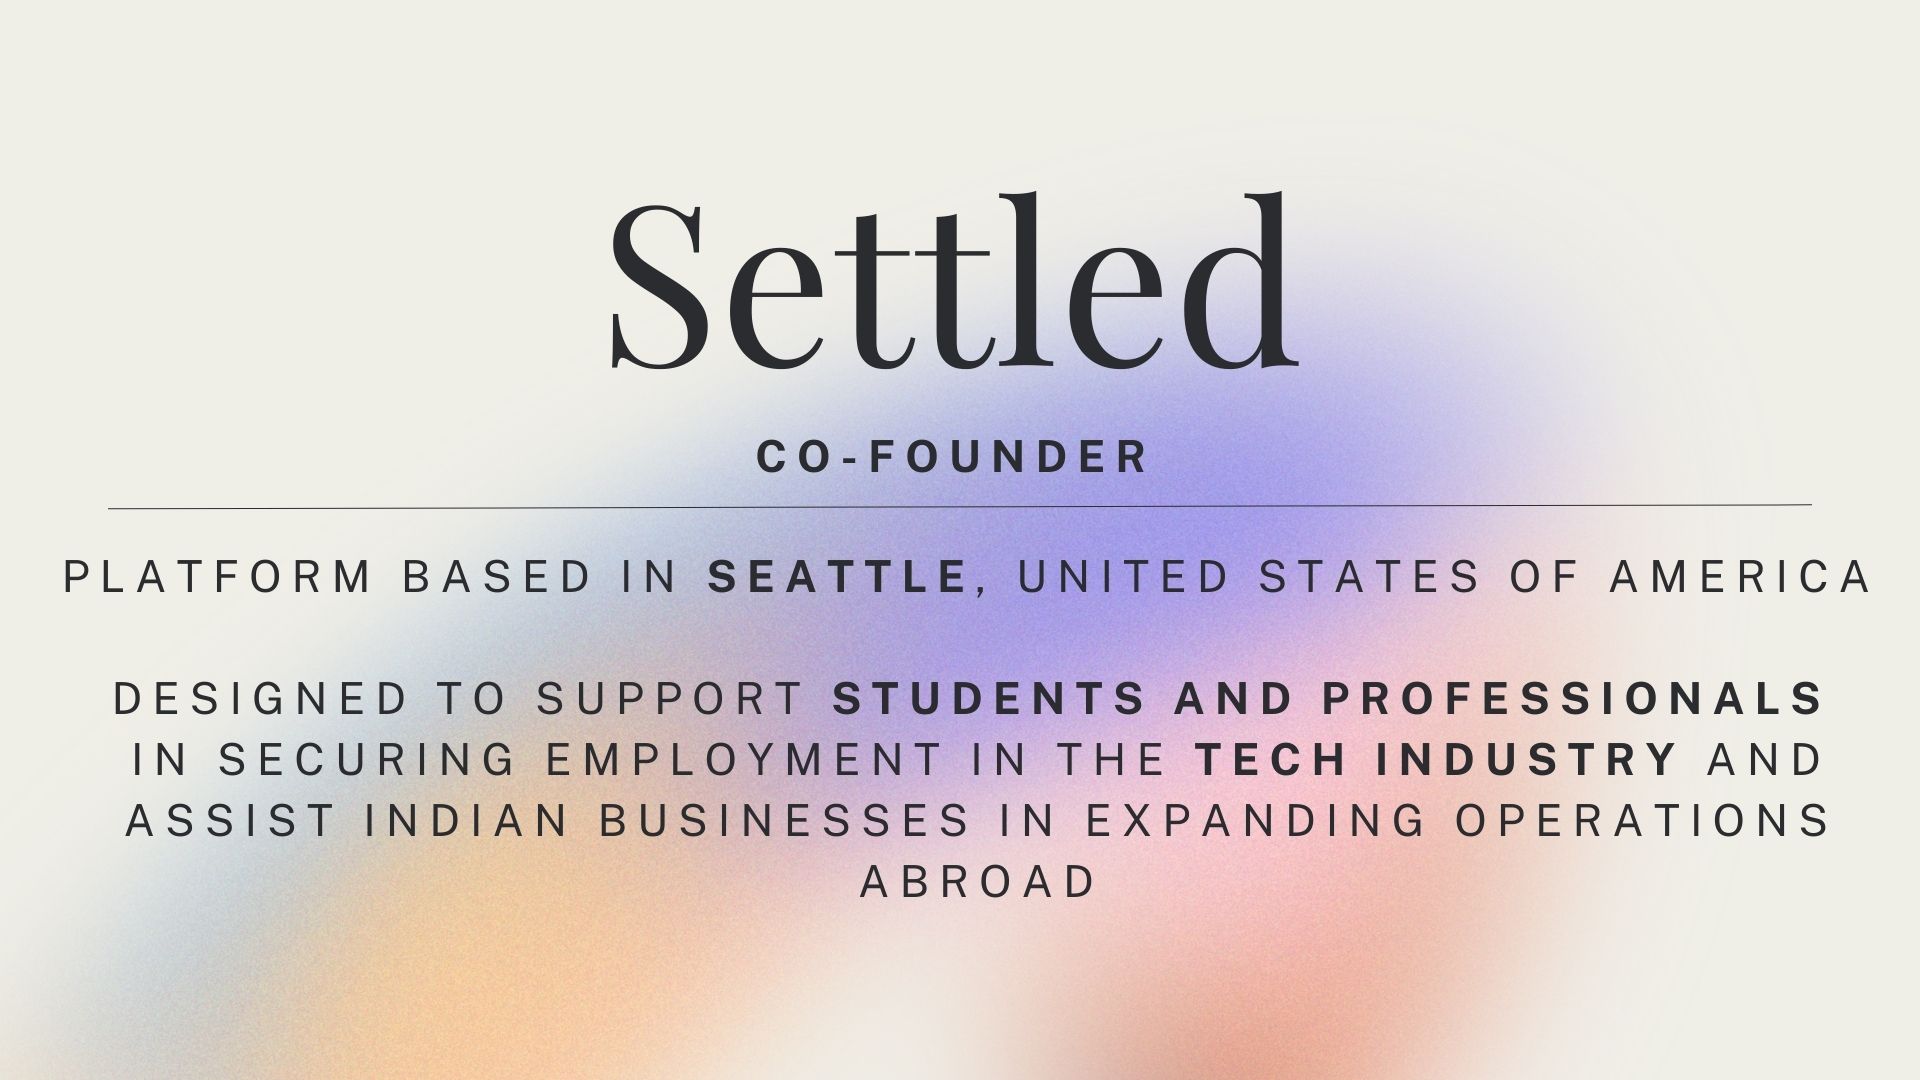 Settled
CO-FOUNDER
PLATFORM BASED IN SEATTLE, UNITED STATES OF AMERICA
DESIGNED TO SUPPORT STUDENTS AND PROFESSIONALS
IN SECURING EMPLOYMENT IN THE TECH INDUSTRY AND
ASSIST INDIAN BUSINESSES IN EXPANDING OPERATIONS
ABROAD